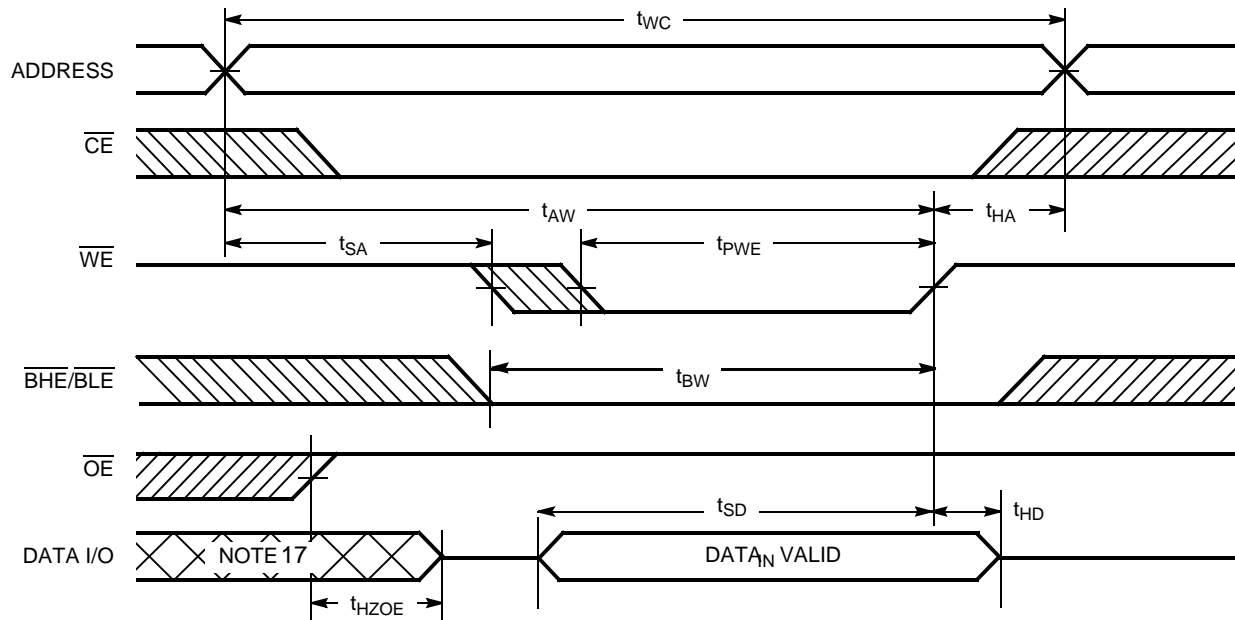 tWC
ADDRESS
CE
tAW
tHA
tSA
tPWE
WE
BHE/BLE
tBW
OE
tSD
tHD
DATA I/O
NOTE 17
DATAIN VALID
tHZOE